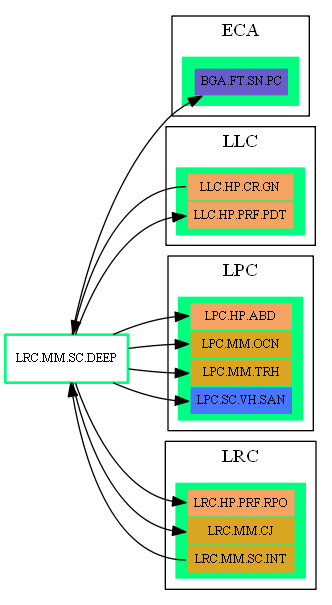 ECA
BGA.FT.SN.PC
LLC
LLC.HP.CR.GN
LLC.HP.PRF.PDT
LPC
LPC.HP.ABD
LRC.MM.SC.DEEP
LPC.MM.OCN
LPC.MM.TRH
LPC.SC.VH.SAN
LRC
LRC.HP.PRF.RPO
LRC.MM.CJ
LRC.MM.SC.INT